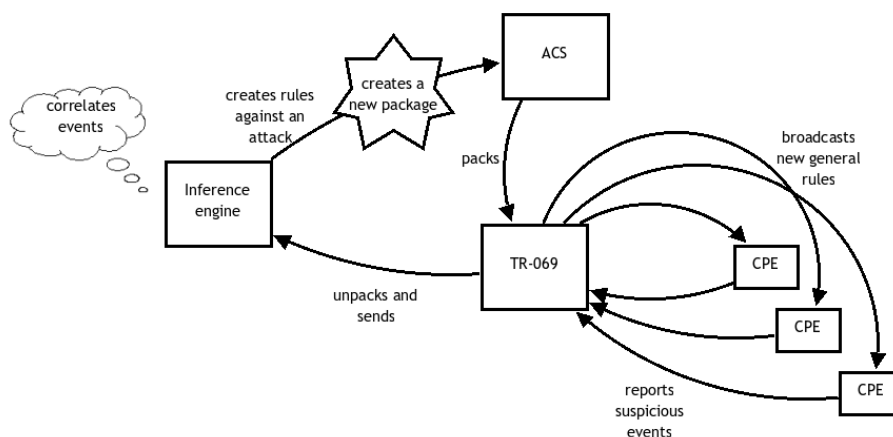 correlates
events
creates rules
against an
attack
creates a
new package
ACS
Inference
engine
packs
broadcasts
new general
rules
TR-069
CPE
CPE
CPE
unpacks and
sends
reports
suspicious
events